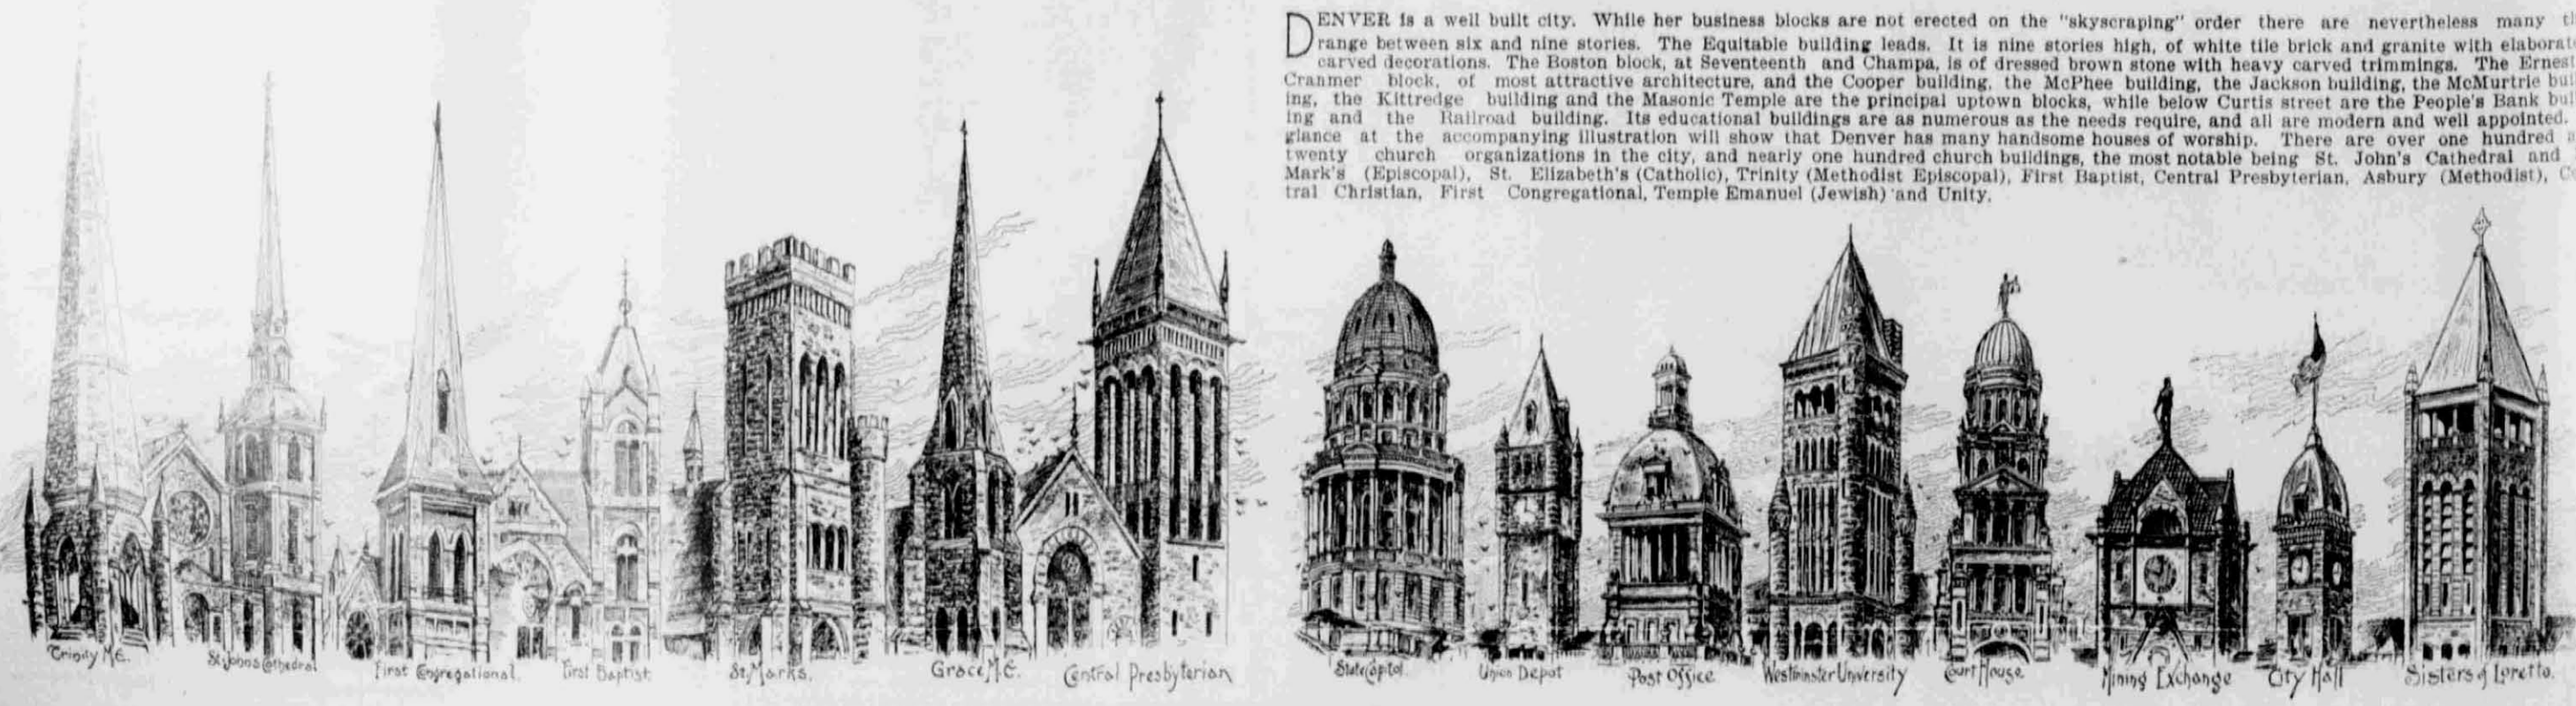 DENVER is a well built city. While her business blocks are not erected on the "skyscraping" order there are nevertheless many
range between six and nine stories. The Equitable building leads. It is nine stories high, of white tile brick and granite with elaborat
carved decorations. The Boston block, at Seventeenth and Champa, is of dressed brown stone with heavy carved trimmings. The Ernest
Cranmer block, of most attractive architecture, and the Cooper building, the McPhee building, the Jackson building, the McMurtrie
ing, the Kittredge building and the Masonic Temple are the principal uptown blocks, while below Curtis street are the People's Bank
ing and the Railroad building. Its educational buildings are as numerous as the needs require, and all are modern and well appointed.
glance at the accompanying illustration will show that Denver has many handsome houses of worship. There are over one hundred
twenty church organizations in the city, and nearly one hundred church buildings, the most notable being St. John's Cathedral and
Mark's (Episcopal), St. Elizabeth's (Catholic), Trinity (Methodist Episcopal), First Baptist, Central Presbyterian, Asbury (Methodist),
tral Christian, First Congregational, Temple Emanuel (Jewish) and Unity.
Trinity M.E.
St. Johns Cathedral
First Congregational.
First Baptist.
St. Marks.
Grace M.E.
Central Presbyterian
State Capitol.
Union Depot
Post Office
Westminster University
Court House.
Mining Exchange
City Hall
Sisters of Loretto.